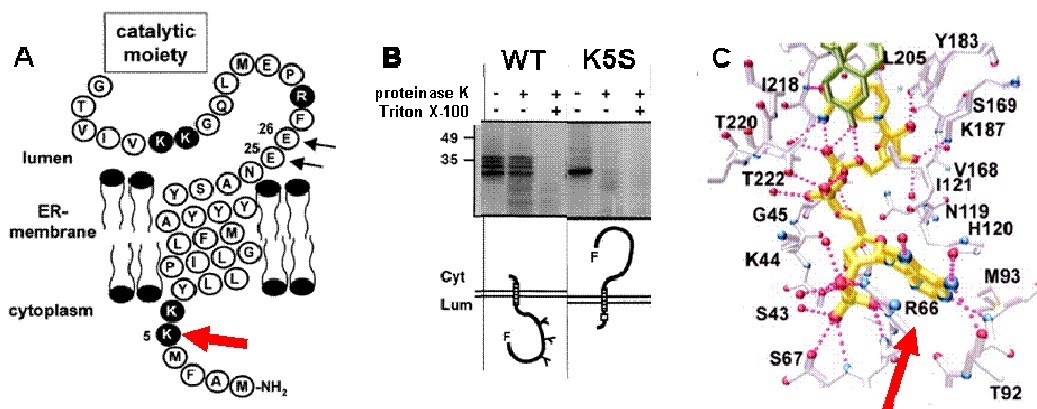 A
catalytic
moiety
G
T
V
I
V
K
K
G
Q
L
M
E
P
R
F
26
E
25
E
lumen
Y S A N
ER-
membrane
A Y Y Y
L F M
P I L G
Y L L
cytoplasm
K
5 K
M
F
A
M -NH2
B
WT K5S
proteinase K - + + - + +
Triton X-100 - - + - - +
49
35
F
Cyt
Lum
F
C
L205
Y183
I218
S169
T220
K187
T222
V168
I121
G45
N119
H120
K44
M93
S43
R66
S67
T92